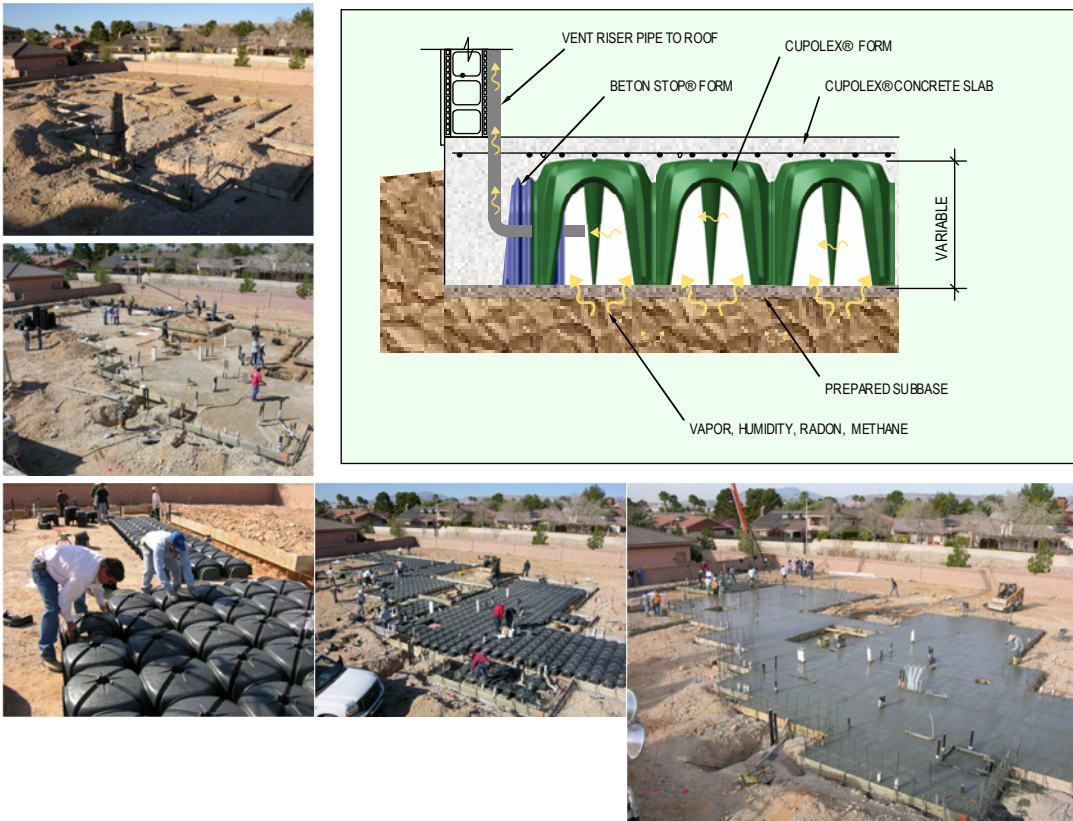 VENT RISER PIPE TO ROOF
CUPOLEX® FORM
BETON STOP® FORM
CUPOLEX® CONCRETE SLAB
VARIABLE
PREPARED SUBBASE
VAPOR, HUMIDITY, RADON, METHANE